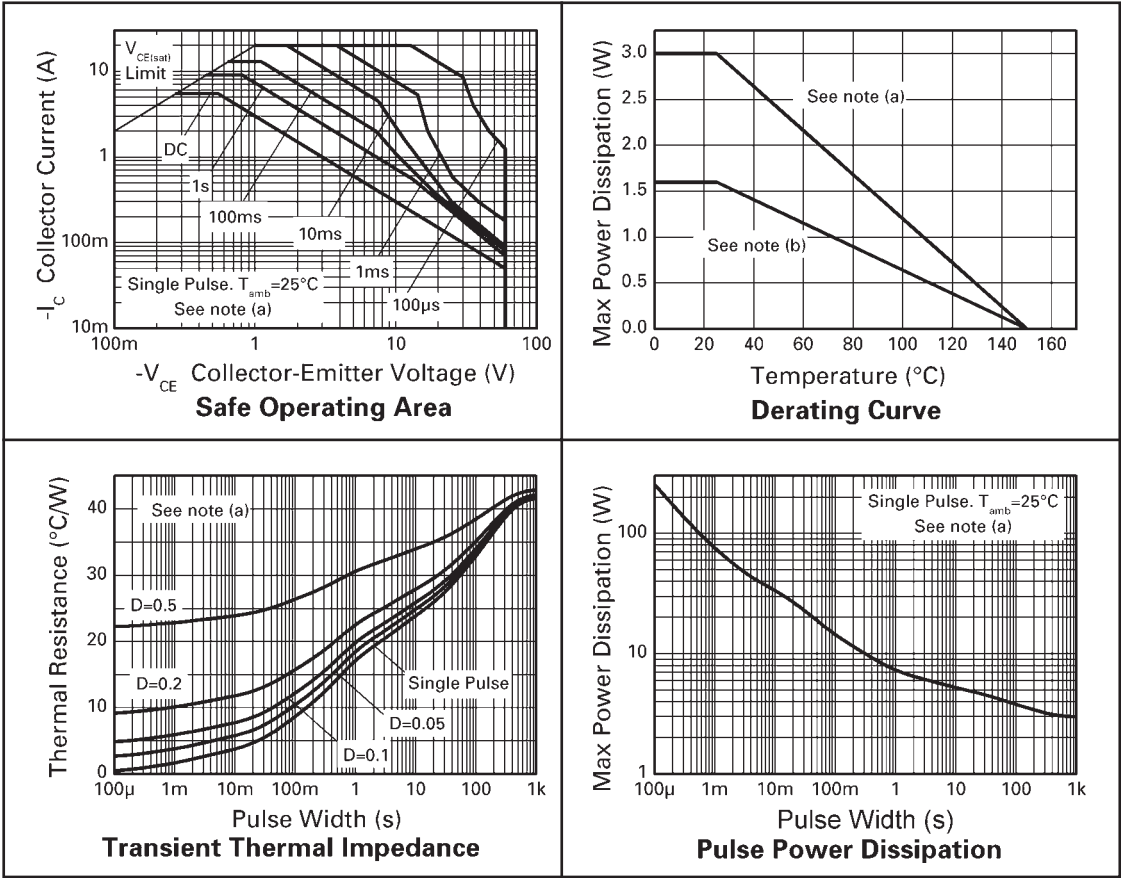 -I_C Collector Current (A)
V_CE(sat)
Limit
10
1
100m
10m
DC
1s
100ms
10ms
1ms
100µs
Single Pulse. T_amb=25°C
See note (a)
100m 1 10 100
-V_CE Collector-Emitter Voltage (V)
Safe Operating Area
Max Power Dissipation (W)
3.0
2.5
2.0
1.5
1.0
0.5
0.0
See note (a)
See note (b)
0 20 40 60 80 100 120 140 160
Temperature (°C)
Derating Curve
Thermal Resistance (°C/W)
40
30
20
10
0
See note (a)
D=0.5
D=0.2
Single Pulse
D=0.05
D=0.1
100µ 1m 10m 100m 1 10 100 1k
Pulse Width (s)
Transient Thermal Impedance
Max Power Dissipation (W)
100
10
1
Single Pulse. T_amb=25°C
See note (a)
100µ 1m 10m 100m 1 10 100 1k
Pulse Width (s)
Pulse Power Dissipation